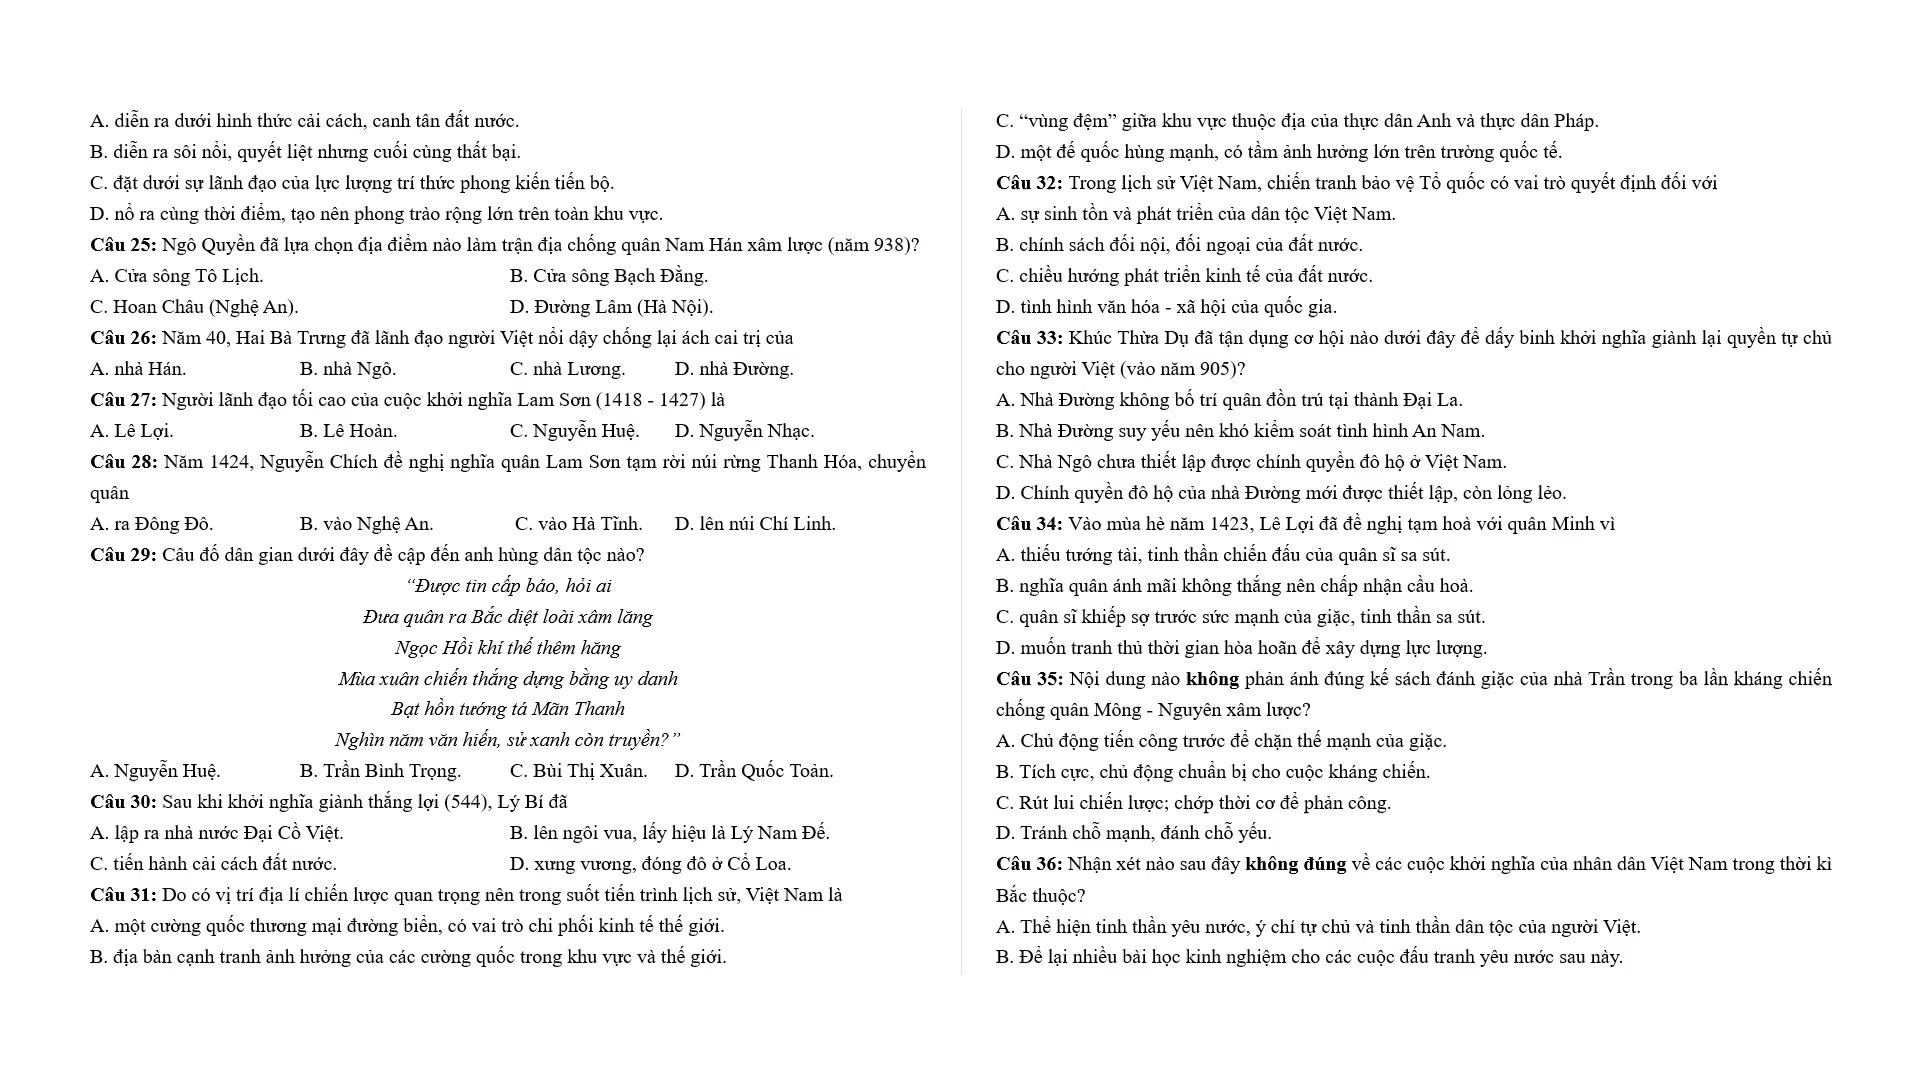 A. diễn ra dưới hình thức cải cách, canh tân đất nước.
B. diễn ra sôi nổi, quyết liệt nhưng cuối cùng thất bại.
C. đặt dưới sự lãnh đạo của lực lượng trí thức phong kiến tiến bộ.
D. nổ ra cùng thời điểm, tạo nên phong trào rộng lớn trên toàn khu vực.
Câu 25: Ngô Quyền đã lựa chọn địa điểm nào làm trận địa chống quân Nam Hán xâm lược (năm 938)?
A. Cửa sông Tô Lịch. B. Cửa sông Bạch Đằng.
C. Hoan Châu (Nghệ An). D. Đường Lâm (Hà Nội).
Câu 26: Năm 40, Hai Bà Trưng đã lãnh đạo người Việt nổi dậy chống lại ách cai trị của
A. nhà Hán. B. nhà Ngô. C. nhà Lương. D. nhà Đường.
Câu 27: Người lãnh đạo tối cao của cuộc khởi nghĩa Lam Sơn (1418 - 1427) là
A. Lê Lợi. B. Lê Hoàn. C. Nguyễn Huệ. D. Nguyễn Nhạc.
Câu 28: Năm 1424, Nguyễn Chích đề nghị nghĩa quân Lam Sơn tạm rời núi rừng Thanh Hóa, chuyển
quân
A. ra Đông Đô. B. vào Nghệ An. C. vào Hà Tĩnh. D. lên núi Chí Linh.
Câu 29: Câu đố dân gian dưới đây đề cập đến anh hùng dân tộc nào?
“Được tin cấp báo, hỏi ai
Đưa quân ra Bắc diệt loài xâm lăng
Ngọc Hồi khí thế thêm hăng
Mùa xuân chiến thắng dựng bằng uy danh
Bạt hồn tướng tá Mãn Thanh
Nghìn năm văn hiến, sử xanh còn truyền?”
A. Nguyễn Huệ. B. Trần Bình Trọng. C. Bùi Thị Xuân. D. Trần Quốc Toản.
Câu 30: Sau khi khởi nghĩa giành thắng lợi (544), Lý Bí đã
A. lập ra nhà nước Đại Cồ Việt. B. lên ngôi vua, lấy hiệu là Lý Nam Đế.
C. tiến hành cải cách đất nước. D. xưng vương, đóng đô ở Cổ Loa.
Câu 31: Do có vị trí địa lí chiến lược quan trọng nên trong suốt tiến trình lịch sử, Việt Nam là
A. một cường quốc thương mại đường biển, có vai trò chi phối kinh tế thế giới.
B. địa bàn cạnh tranh ảnh hưởng của các cường quốc trong khu vực và thế giới.
C. “vùng đệm” giữa khu vực thuộc địa của thực dân Anh và thực dân Pháp.
D. một đế quốc hùng mạnh, có tầm ảnh hưởng lớn trên trường quốc tế.
Câu 32: Trong lịch sử Việt Nam, chiến tranh bảo vệ Tổ quốc có vai trò quyết định đối với
A. sự sinh tồn và phát triển của dân tộc Việt Nam.
B. chính sách đối nội, đối ngoại của đất nước.
C. chiều hướng phát triển kinh tế của đất nước.
D. tình hình văn hóa - xã hội của quốc gia.
Câu 33: Khúc Thừa Dụ đã tận dụng cơ hội nào dưới đây để dấy binh khởi nghĩa giành lại quyền tự chủ
cho người Việt (vào năm 905)?
A. Nhà Đường không bố trí quân đồn trú tại thành Đại La.
B. Nhà Đường suy yếu nên khó kiểm soát tình hình An Nam.
C. Nhà Ngô chưa thiết lập được chính quyền đô hộ ở Việt Nam.
D. Chính quyền đô hộ của nhà Đường mới được thiết lập, còn lỏng lẻo.
Câu 34: Vào mùa hè năm 1423, Lê Lợi đã đề nghị tạm hoà với quân Minh vì
A. thiếu tướng tài, tinh thần chiến đấu của quân sĩ sa sút.
B. nghĩa quân ánh mãi không thắng nên chấp nhận cầu hoà.
C. quân sĩ khiếp sợ trước sức mạnh của giặc, tinh thần sa sút.
D. muốn tranh thủ thời gian hòa hoãn để xây dựng lực lượng.
Câu 35: Nội dung nào không phản ánh đúng kế sách đánh giặc của nhà Trần trong ba lần kháng chiến
chống quân Mông - Nguyên xâm lược?
A. Chủ động tiến công trước để chặn thế mạnh của giặc.
B. Tích cực, chủ động chuẩn bị cho cuộc kháng chiến.
C. Rút lui chiến lược; chớp thời cơ để phản công.
D. Tránh chỗ mạnh, đánh chỗ yếu.
Câu 36: Nhận xét nào sau đây không đúng về các cuộc khởi nghĩa của nhân dân Việt Nam trong thời kì
Bắc thuộc?
A. Thể hiện tinh thần yêu nước, ý chí tự chủ và tinh thần dân tộc của người Việt.
B. Để lại nhiều bài học kinh nghiệm cho các cuộc đấu tranh yêu nước sau này.